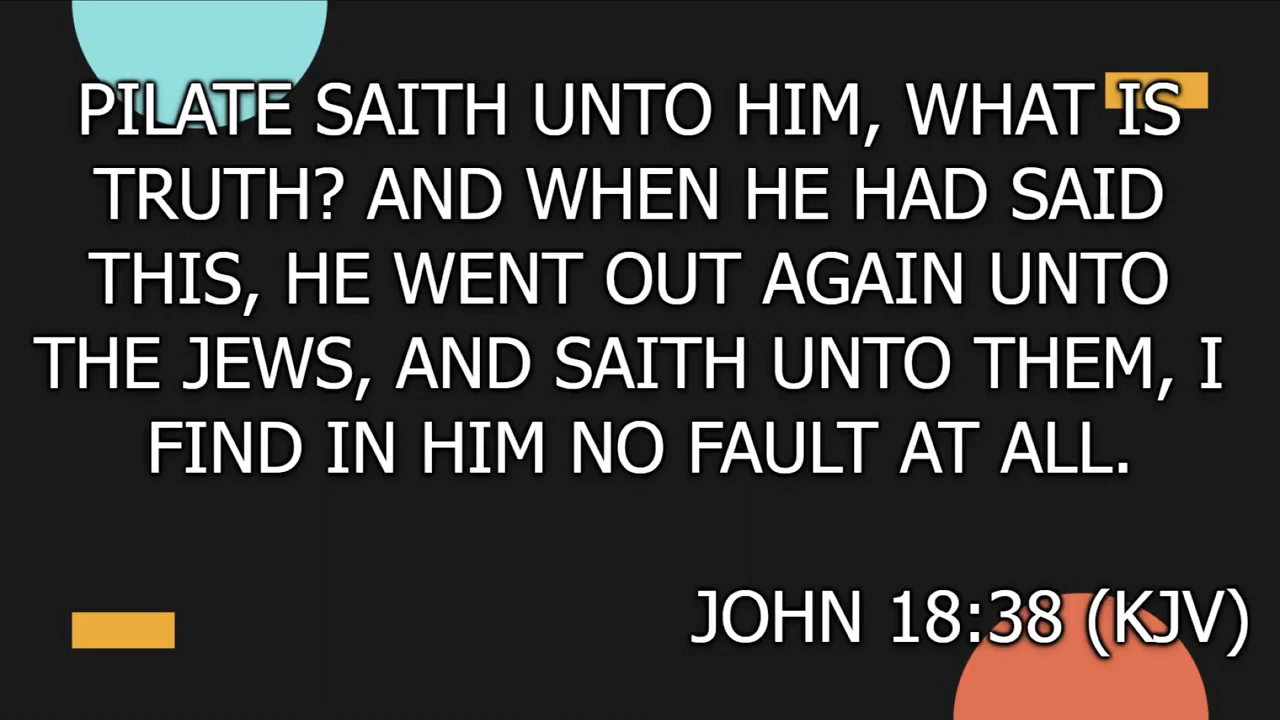 PILATE SAITH UNTO HIM, WHAT IS
TRUTH? AND WHEN HE HAD SAID
THIS, HE WENT OUT AGAIN UNTO
THE JEWS, AND SAITH UNTO THEM, I
FIND IN HIM NO FAULT AT ALL.
JOHN 18:38 (KJV)